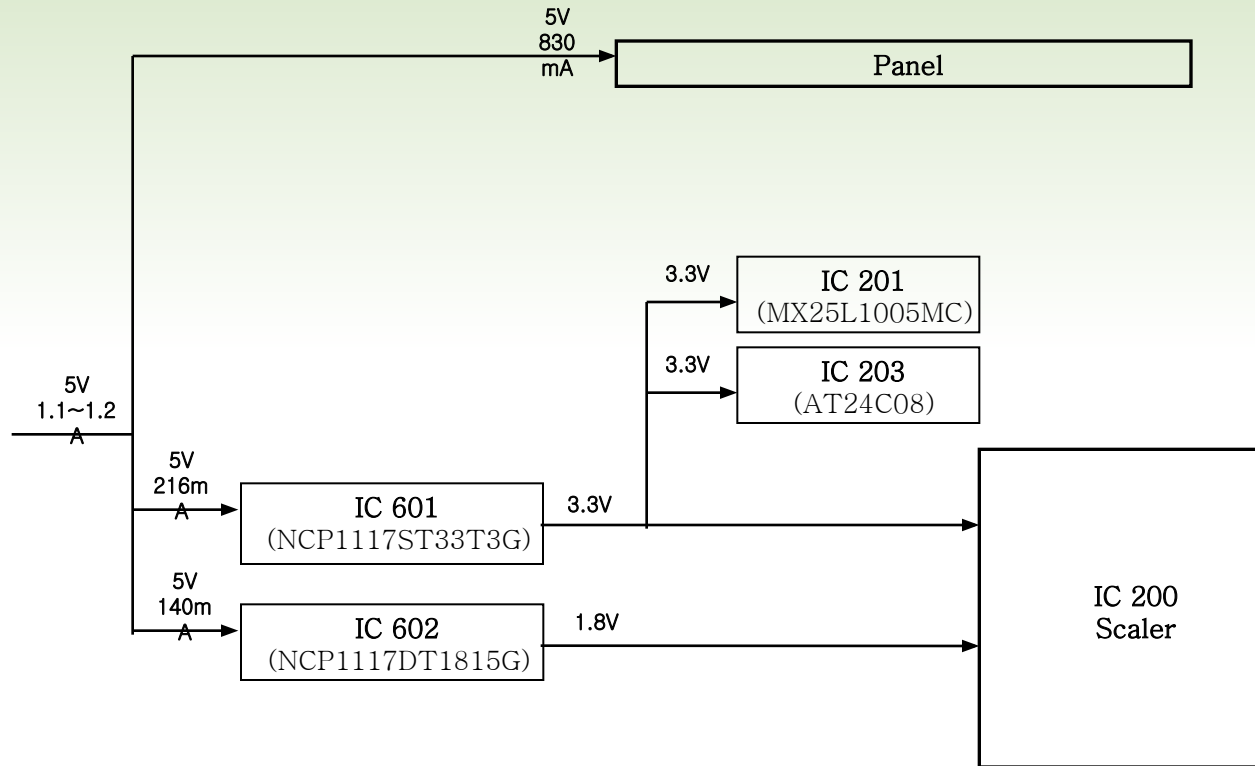 5V
830
mA
Panel
3.3V
IC 201
(MX25L1005MC)
3.3V
IC 203
(AT24C08)
5V
1.1~1.2
A
5V
216m
A
IC 601
(NCP1117ST33T3G)
3.3V
5V
140m
A
IC 602
(NCP1117DT1815G)
1.8V
IC 200
Scaler